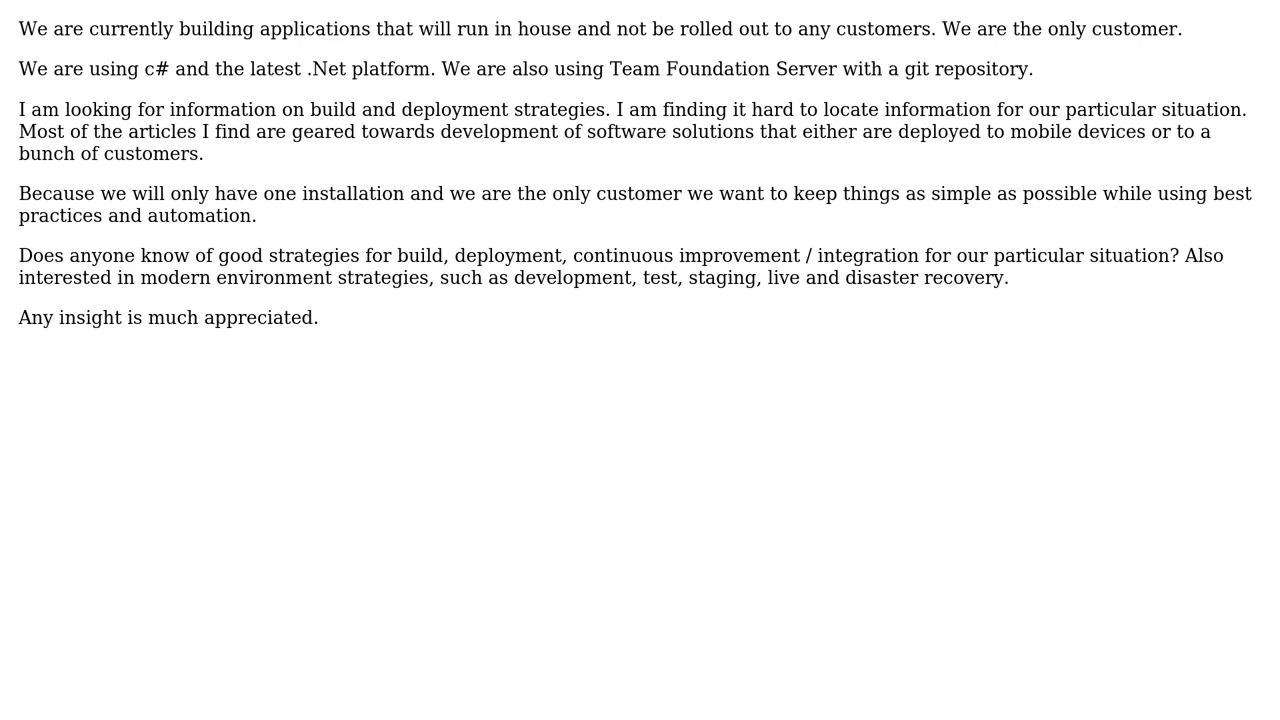 We are currently building applications that will run in house and not be rolled out to any customers. We are the only customer.
We are using c# and the latest .Net platform. We are also using Team Foundation Server with a git repository.
I am looking for information on build and deployment strategies. I am finding it hard to locate information for our particular situation.
Most of the articles I find are geared towards development of software solutions that either are deployed to mobile devices or to a
bunch of customers.
Because we will only have one installation and we are the only customer we want to keep things as simple as possible while using best
practices and automation.
Does anyone know of good strategies for build, deployment, continuous improvement / integration for our particular situation? Also
interested in modern environment strategies, such as development, test, staging, live and disaster recovery.
Any insight is much appreciated.